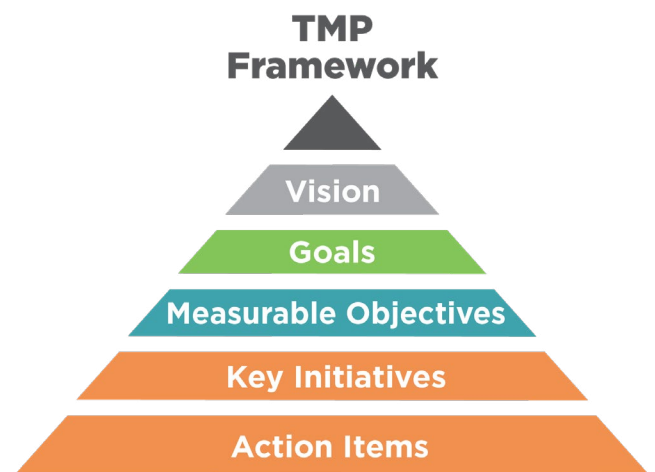 TMP
Framework
Vision
Goals
Measurable Objectives
Key Initiatives
Action Items